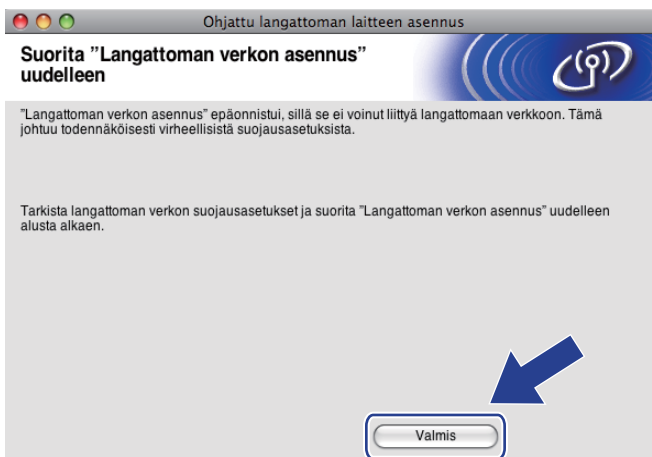 Ohjattu langattoman laitteen asennus
Suorita ”Langattoman verkon asennus”
uudelleen
”Langattoman verkon asennus” epäonnistui, sillä se ei voinut liittyä langattomaan verkkoon. Tämä
johtuu todennäköisesti virheellisistä suojausasetuksista.
Tarkista langattoman verkon suojausasetukset ja suorita ”Langattoman verkon asennus” uudelleen
alusta alkaen.
Valmis